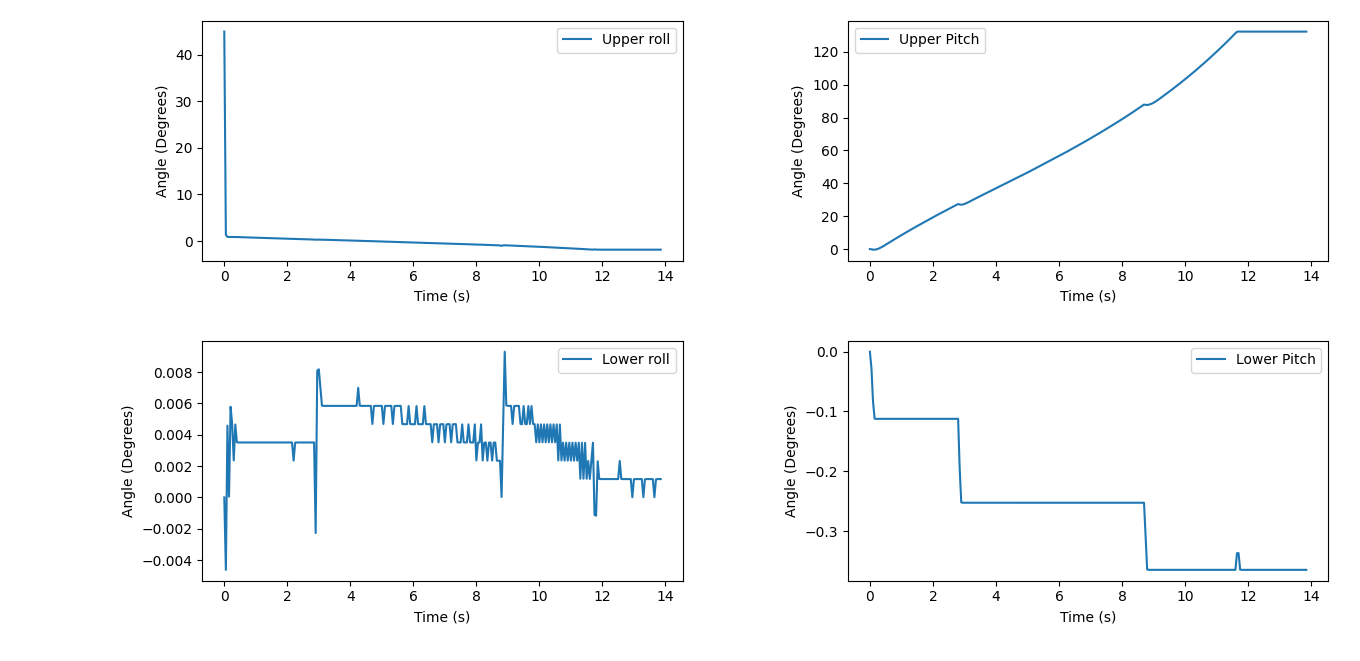 Upper roll
40
30
20
10
0
Angle (Degrees)
0 2 4 6 8 10 12 14
Time (s)
Upper Pitch
120
100
80
60
40
20
0
Angle (Degrees)
0 2 4 6 8 10 12 14
Time (s)
Lower roll
0.008
0.006
0.004
0.002
0.000
−0.002
−0.004
Angle (Degrees)
0 2 4 6 8 10 12 14
Time (s)
Lower Pitch
0.0
−0.1
−0.2
−0.3
Angle (Degrees)
0 2 4 6 8 10 12 14
Time (s)